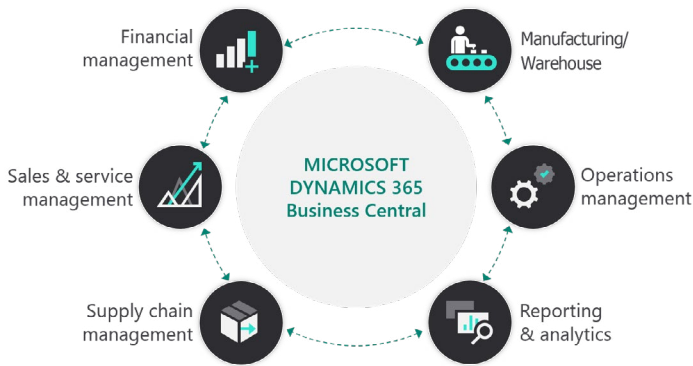 Financial
management
Manufacturing/
Warehouse
Sales & service
management
MICROSOFT
DYNAMICS 365
Business Central
Operations
management
Supply chain
management
Reporting
& analytics